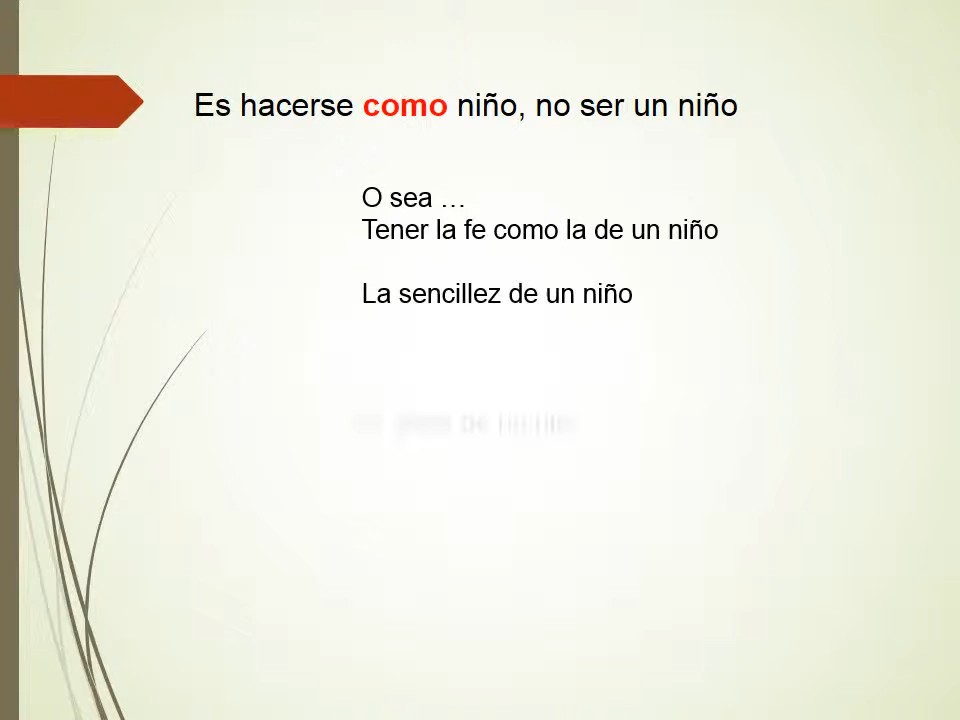 Es hacerse como niño, no ser un niño
O sea …
Tener la fe como la de un niño
La sencillez de un niño